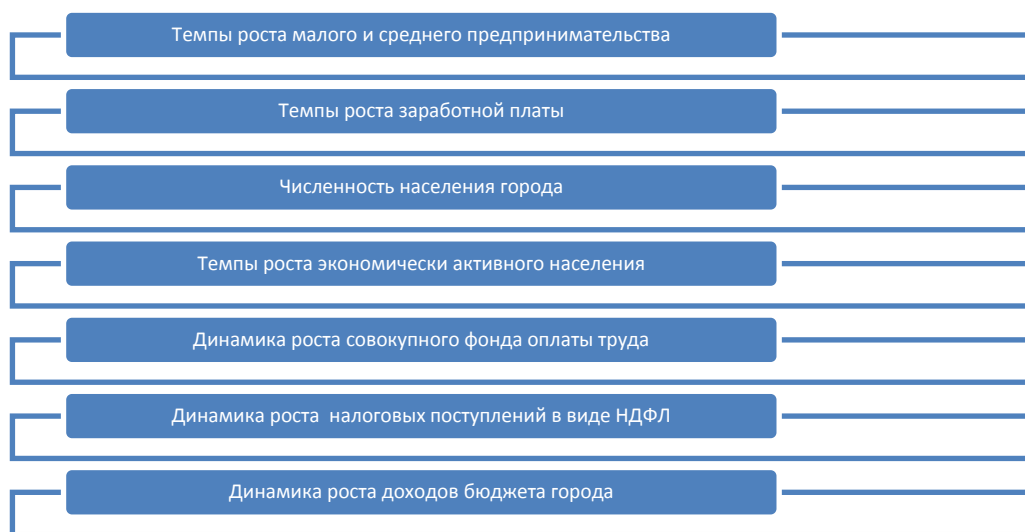 Темпы роста малого и среднего предпринимательства
Темпы роста заработной платы
Численность населения города
Темпы роста экономически активного населения
Динамика роста совокупного фонда оплаты труда
Динамика роста  налоговых поступлений в виде НДФЛ
Динамика роста доходов бюджета города